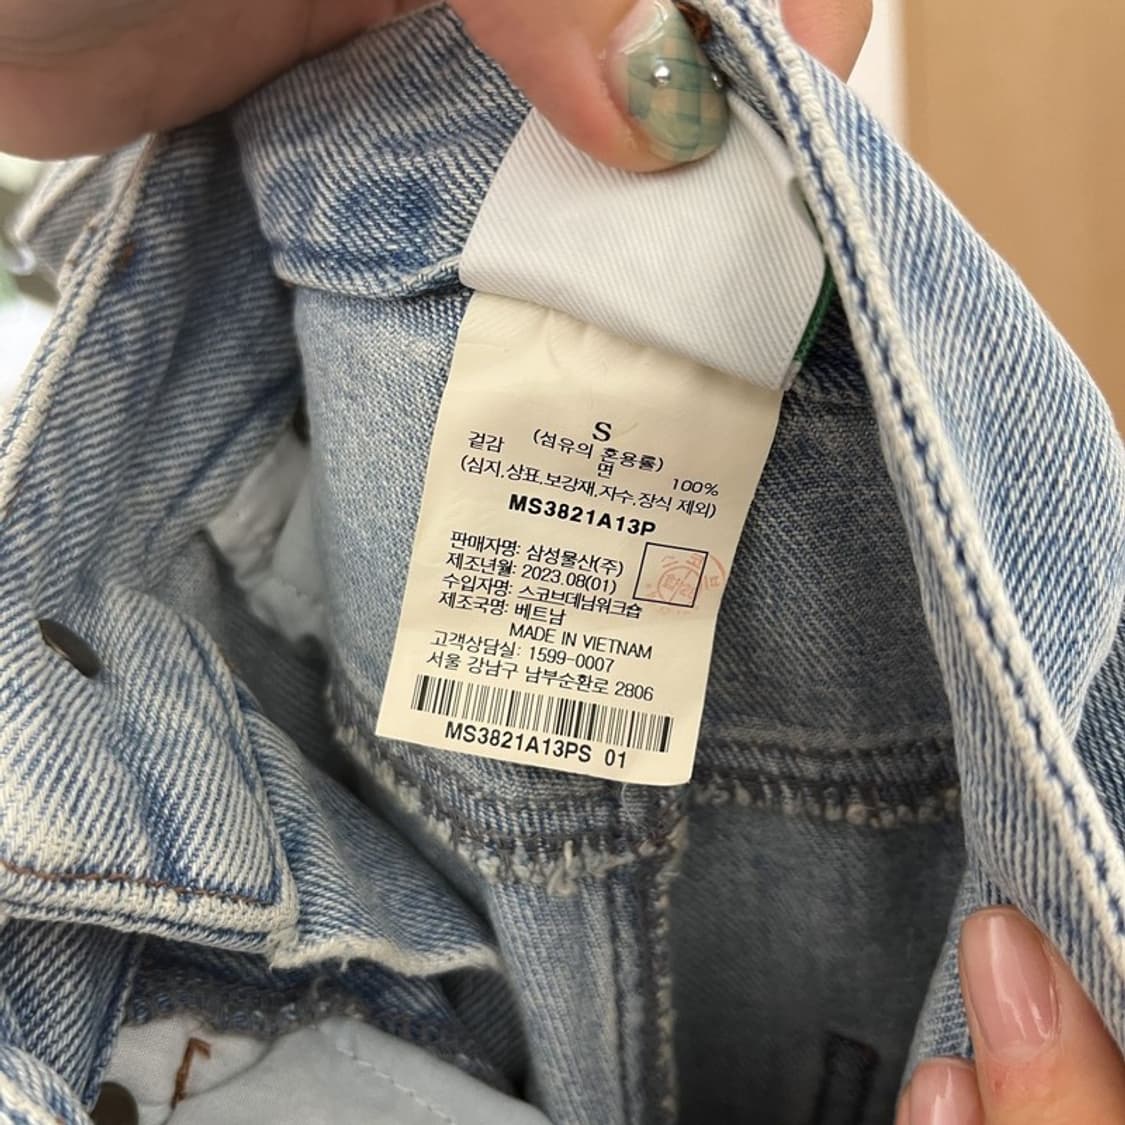 S
(섬유의 혼용률)
겉감 면 100%
(심지,상표,보강재,자수,장식 제외)
MS3821A13P
판매자명: 삼성물산(주)
제조년월: 2023.08(01)
수입자명: 스코브데님워크숍
제조국명: 베트남
MADE IN VIETNAM
고객상담실: 1599-0007
서울 강남구 남부순환로 2806
MS3821A13PS 01